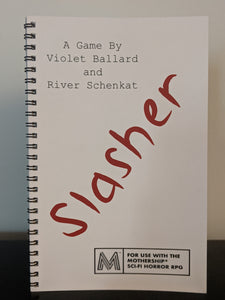 A Game By
Violet Ballard
and
River Schenkat
Slasher
M
FOR USE WITH THE
MOTHERSHIP®
SCI-FI HORROR RPG